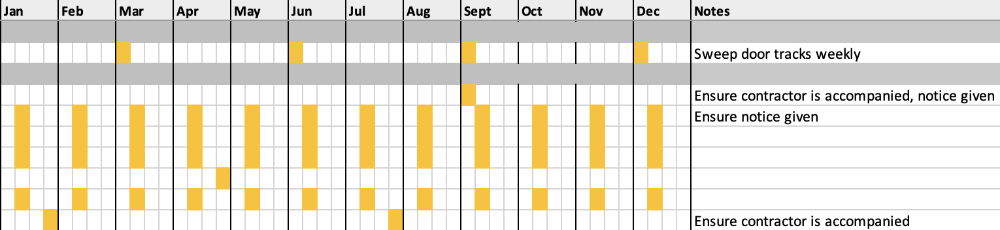 Jan Feb Mar Apr May Jun Jul Aug Sept Oct Nov Dec Notes
Sweep door tracks weekly
Ensure contractor is accompanied, notice given
Ensure notice given
Ensure contractor is accompanied